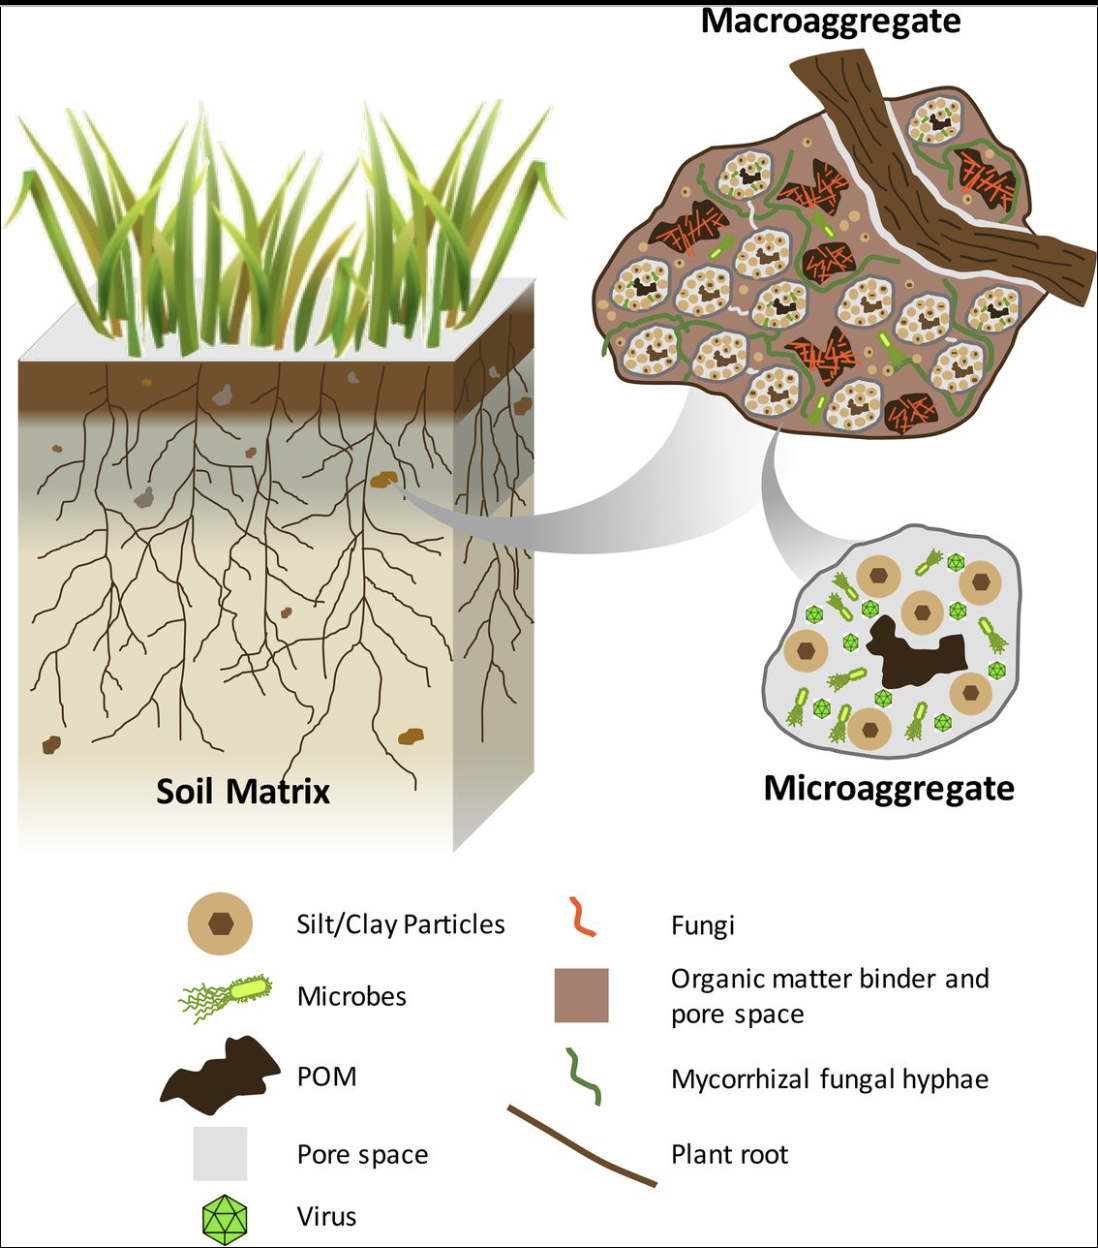 Macroaggregate
Soil Matrix
Microaggregate
Silt/Clay Particles
Microbes
POM
Pore space
Virus
Fungi
Organic matter binder and
pore space
Mycorrhizal fungal hyphae
Plant root